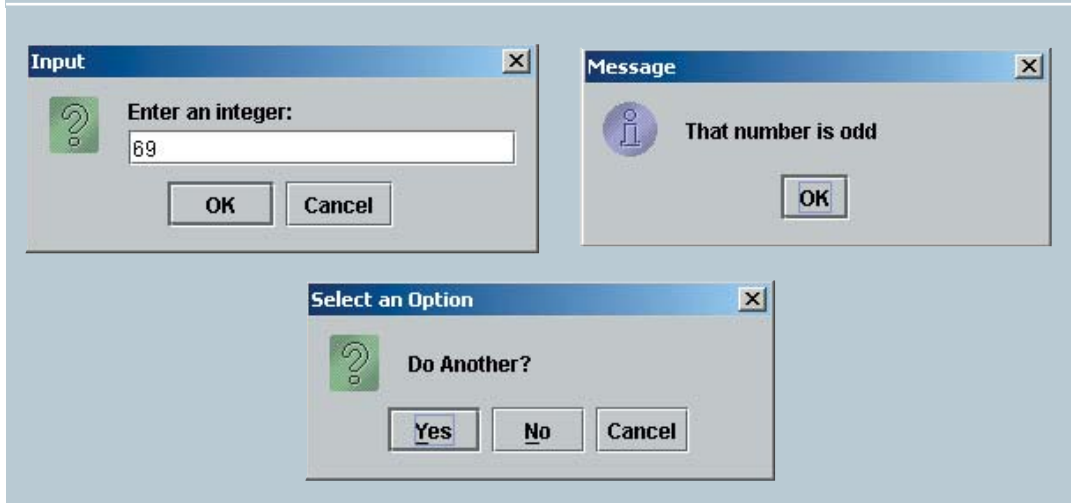 Input
Enter an integer:
69
OK Cancel
Message
That number is odd
OK
Select an Option
Do Another?
Yes No Cancel